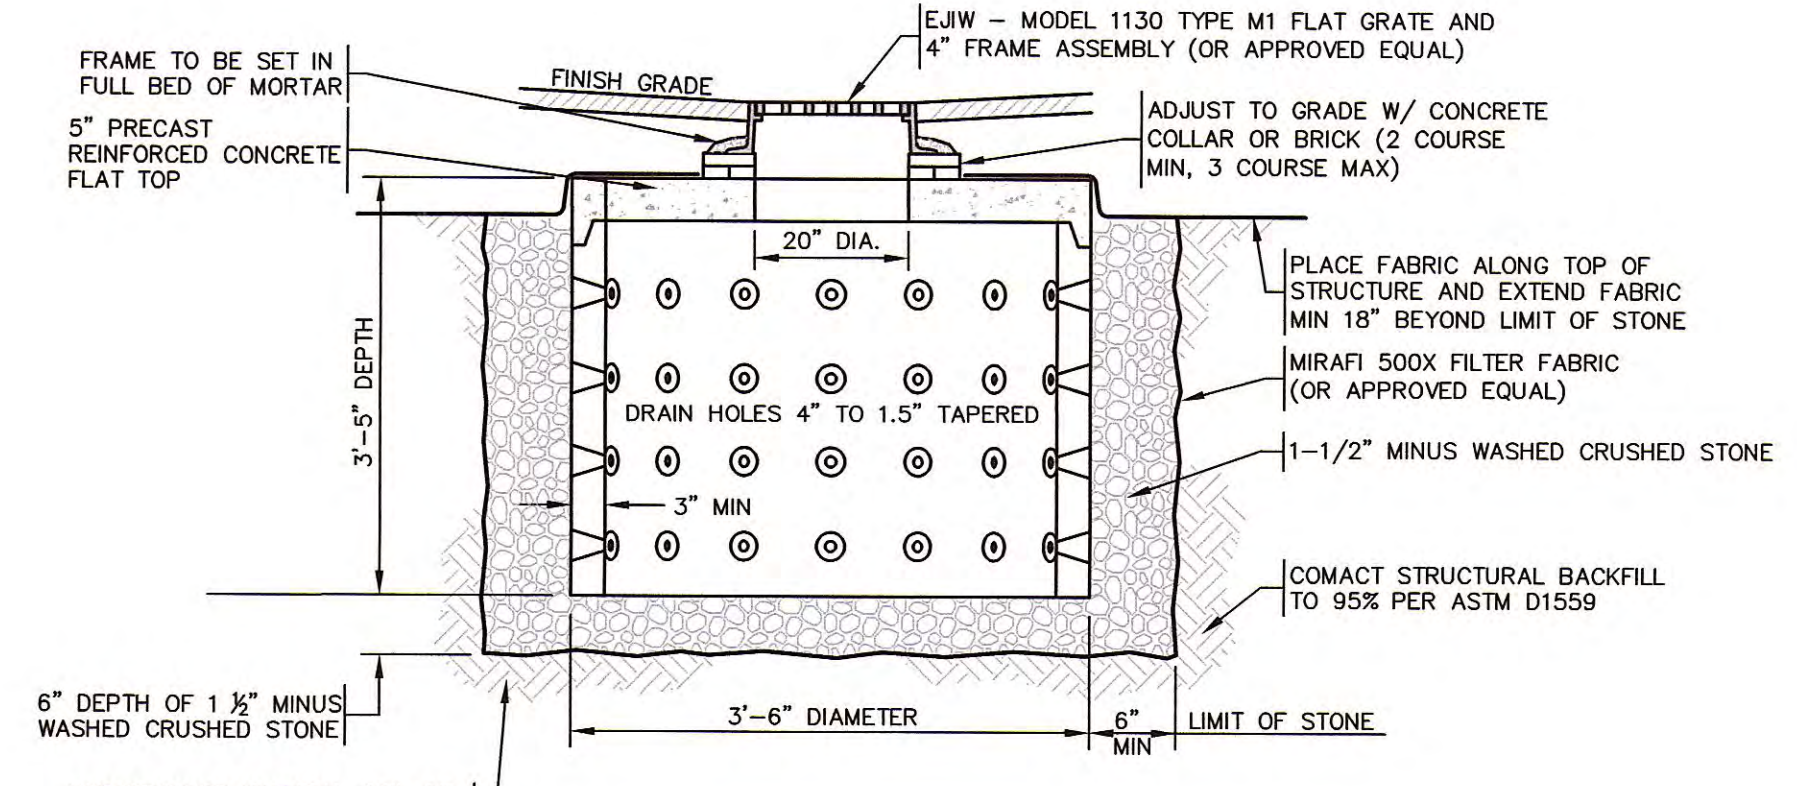 EJIW – MODEL 1130 TYPE M1 FLAT GRATE AND
4” FRAME ASSEMBLY (OR APPROVED EQUAL)
FRAME TO BE SET IN
FULL BED OF MORTAR
FINISH GRADE
5” PRECAST
REINFORCED CONCRETE
FLAT TOP
ADJUST TO GRADE W/ CONCRETE
COLLAR OR BRICK (2 COURSE
MIN, 3 COURSE MAX)
20” DIA.
PLACE FABRIC ALONG TOP OF
STRUCTURE AND EXTEND FABRIC
MIN 18” BEYOND LIMIT OF STONE
3’–5” DEPTH
MIRAFI 500X FILTER FABRIC
(OR APPROVED EQUAL)
DRAIN HOLES 4” TO 1.5” TAPERED
1–1/2” MINUS WASHED CRUSHED STONE
3” MIN
COMACT STRUCTURAL BACKFILL
TO 95% PER ASTM D1559
6” DEPTH OF 1 ½” MINUS
WASHED CRUSHED STONE
3’–6” DIAMETER
6”
MIN
LIMIT OF STONE